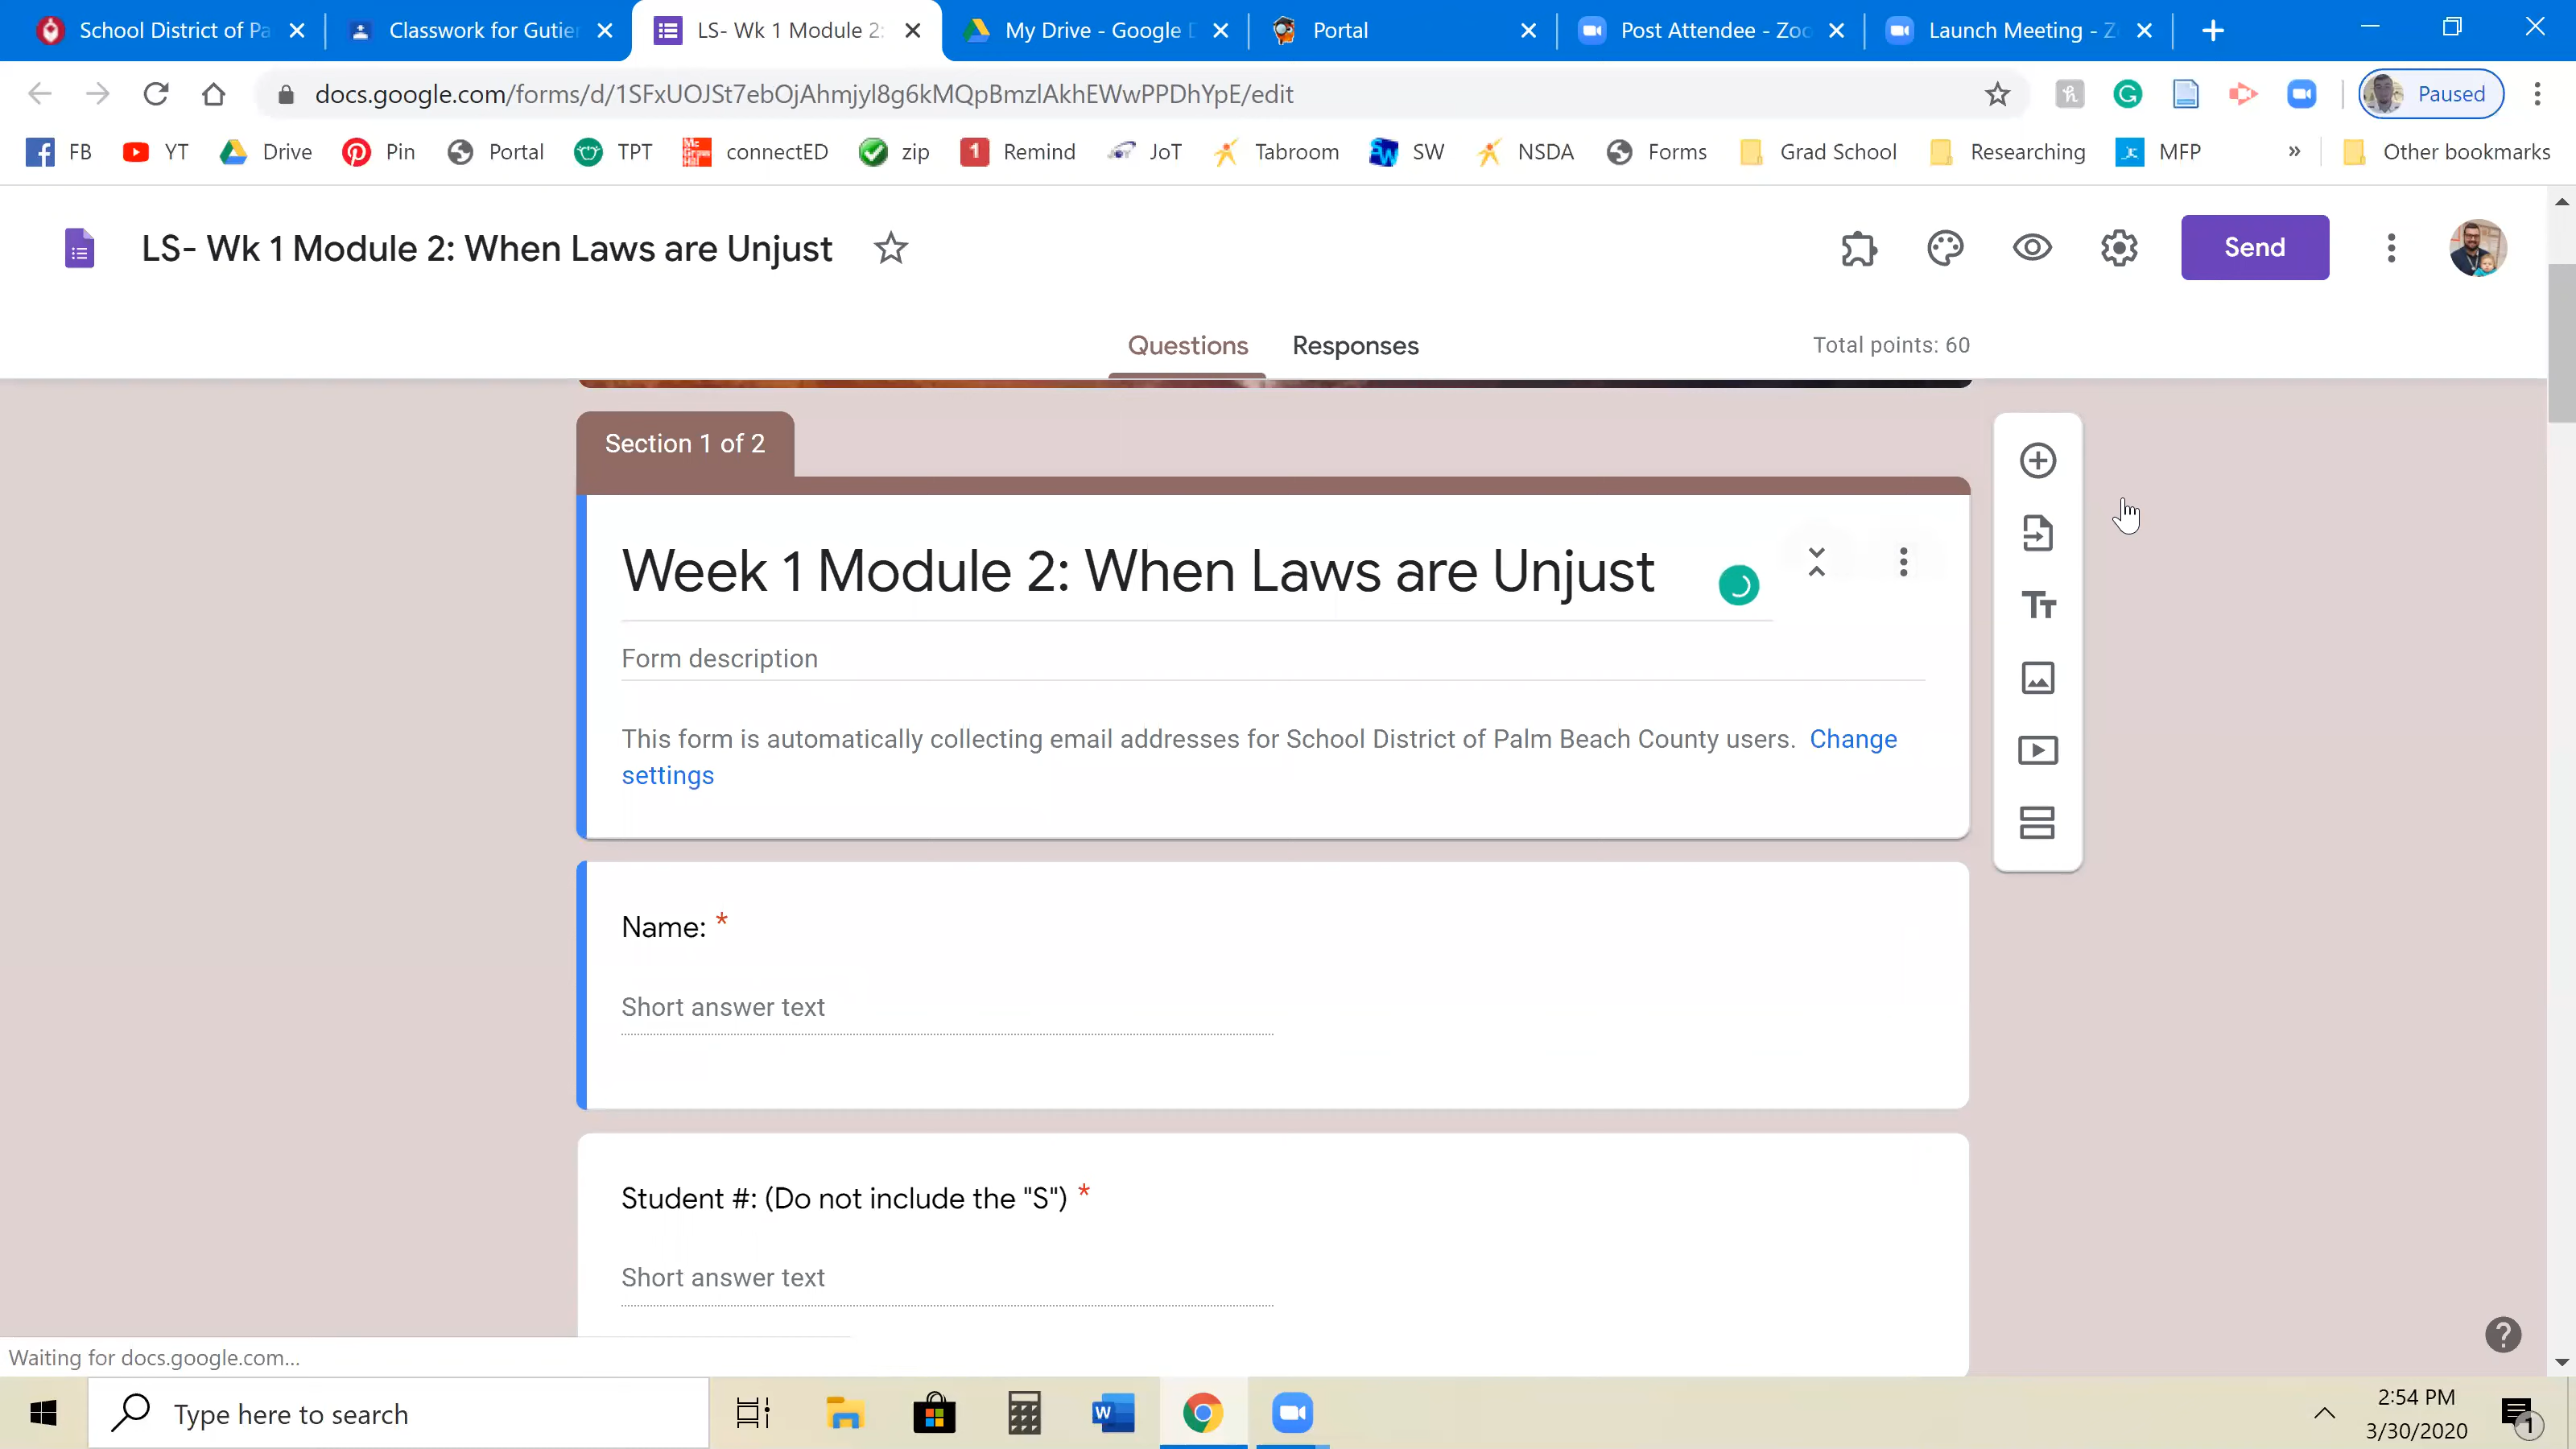 School District of Pa
Classwork for Gutier
LS- Wk 1 Module 2:
My Drive - Google D
Portal
Post Attendee - Zoo
Launch Meeting - Z
docs.google.com/forms/d/1SFxUOJSt7ebOjAhmjyl8g6kMQpBmzlAkhEWwPPDhYpE/edit
Paused
FB
YT
Drive
Pin
Portal
TPT
connectED
zip
Remind
JoT
Tabroom
SW
NSDA
Forms
Grad School
Researching
MFP
»
Other bookmarks
LS- Wk 1 Module 2: When Laws are Unjust
Send
Questions
Responses
Total points: 60
Section 1 of 2
Week 1 Module 2: When Laws are Unjust
Form description
This form is automatically collecting email addresses for School District of Palm Beach County users. Change
settings
Name: *
Short answer text
Student #: (Do not include the "S") *
Short answer text
Waiting for docs.google.com...
Type here to search
2:54 PM
3/30/2020
1